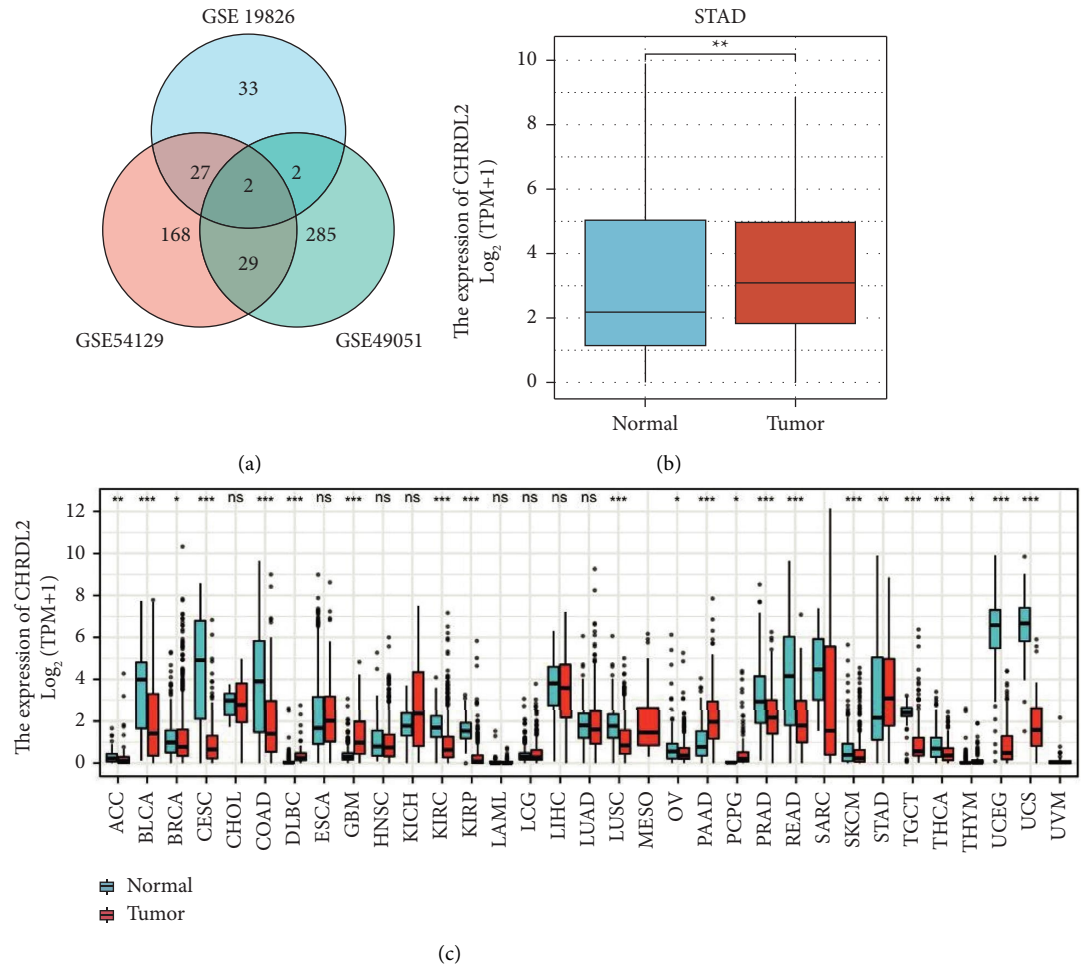 GSE 19826
33
27
2
2
168
285
29
GSE54129
GSE49051
(a)
STAD
**
The expression of CHRDL2
Log2 (TPM+1)
10
8
6
4
2
0
Normal
Tumor
(b)
** *** * *** ns *** *** ns *** ns ns *** *** ns ns ns ns *** * *** * *** *** *** ** *** *** * *** ***
The expression of CHRDL2
Log2 (TPM+1)
12
10
8
6
4
2
0
ACC
BLCA
BRCA
CESC
CHOL
COAD
DLBC
ESCA
GBM
HNSC
KICH
KIRC
KIRP
LAML
LCG
LIHC
LUAD
LUSC
MESO
OV
PAAD
PCPG
PRAD
READ
SARC
SKCM
STAD
TGCT
THCA
THYM
UCEG
UCS
UVM
Normal
Tumor
(c)